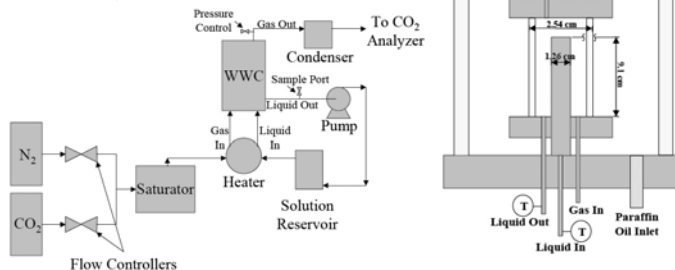 Pressure
Control
Gas Out
To CO2
Analyzer
Condenser
WWC
Sample Port
Liquid Out
Pump
Gas
In
Liquid
In
N2
Saturator
Heater
Solution
Reservoir
CO2
Flow Controllers
2.54 cm
1.26 cm
9.1 cm
T
Liquid Out
Gas In
T
Liquid In
Paraffin
Oil Inlet